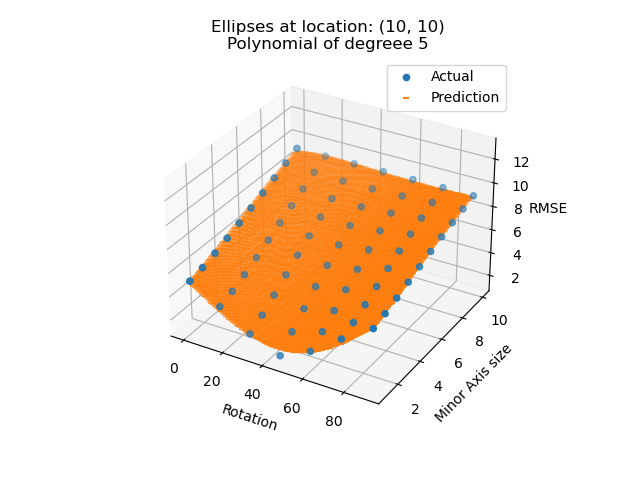 Ellipses at location: (10, 10)
Polynomial of degreee 5
Actual
Prediction
12
10
8
6
4
2
RMSE
10
8
6
4
2
Minor Axis size
0
20
40
60
80
Rotation